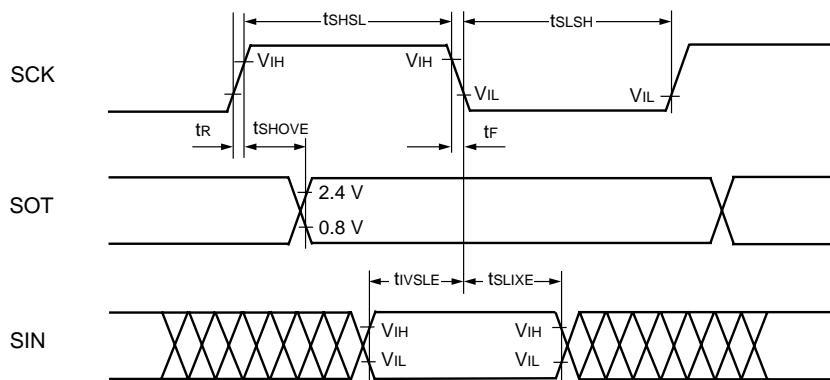 tSHSL tSLSH
SCK VIH VIH
VIL VIL
tR tSHOVE tF
SOT 2.4 V
0.8 V
tIVSLE tSLIXE
SIN VIH VIH
VIL VIL